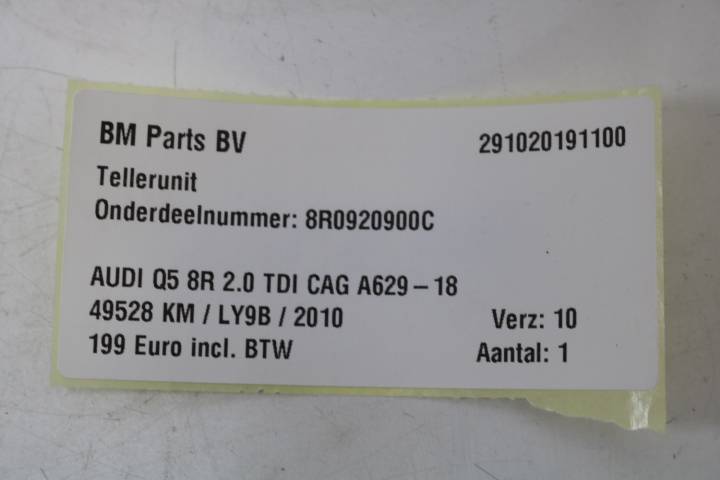 BM Parts BV 291020191100
Tellerunit
Onderdeelnummer: 8R0920900C
AUDI Q5 8R 2.0 TDI CAG A629-18
49528 KM / LY9B / 2010 Verz: 10
199 Euro incl. BTW Aantal: 1